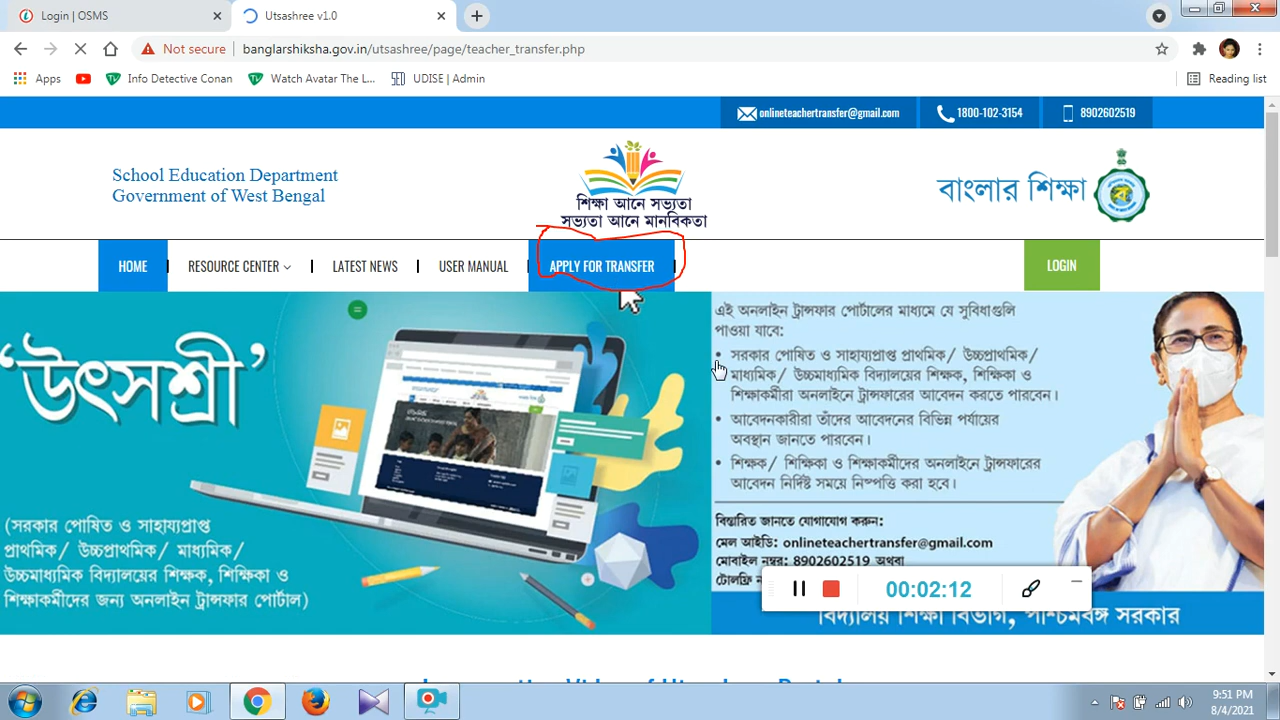 Login | OSMS
Utsashree v1.0
Not secure
banglarshiksha.gov.in/utsashree/page/teacher_transfer.php
Apps
Info Detective Conan
Watch Avatar The L...
UDISE | Admin
Reading list
onlineteachertransfer@gmail.com
1800-102-3154
8902602519
School Education Department
Government of West Bengal
শিক্ষা আনে সভ্যতা
সভ্যতা আনে মানবিকতা
বাংলার শিক্ষা
HOME
RESOURCE CENTER
LATEST NEWS
USER MANUAL
APPLY FOR TRANSFER
LOGIN
'উৎসশ্রী'
(সরকার পোষিত ও সাহায্যপ্রাপ্ত
প্রাথমিক/ উচ্চপ্রাথমিক/ মাধ্যমিক/
উচ্চমাধ্যমিক বিদ্যালয়ের শিক্ষক, শিক্ষিকা ও
শিক্ষাকর্মীদের জন্য অনলাইন ট্রান্সফার পোর্টাল)
এই অনলাইন ট্রান্সফার পোর্টালের মাধ্যমে যে সুবিধাগুলি
পাওয়া যাবে:
• সরকার পোষিত ও সাহায্যপ্রাপ্ত প্রাথমিক/ উচ্চপ্রাথমিক/
মাধ্যমিক/ উচ্চমাধ্যমিক বিদ্যালয়ের শিক্ষক, শিক্ষিকা ও
শিক্ষাকর্মীরা অনলাইনে ট্রান্সফারের আবেদন করতে পারবেন।
• আবেদনকারীরা তাঁদের আবেদনের বিভিন্ন পর্যায়ের
অবস্থান জানতে পারবেন।
• শিক্ষক/ শিক্ষিকা ও শিক্ষাকর্মীদের অনলাইনে ট্রান্সফারের
আবেদন নির্দিষ্ট সময়ে নিষ্পত্তি করা হবে।
বিস্তারিত জানতে যোগাযোগ করুন:
মেল আইডি: onlineteachertransfer@gmail.com
মোবাইল নম্বর: 8902602519 অথবা
00:02:12
বিদ্যালয় শিক্ষা বিভাগ, পশ্চিমবঙ্গ সরকার
9:51 PM
8/4/2021